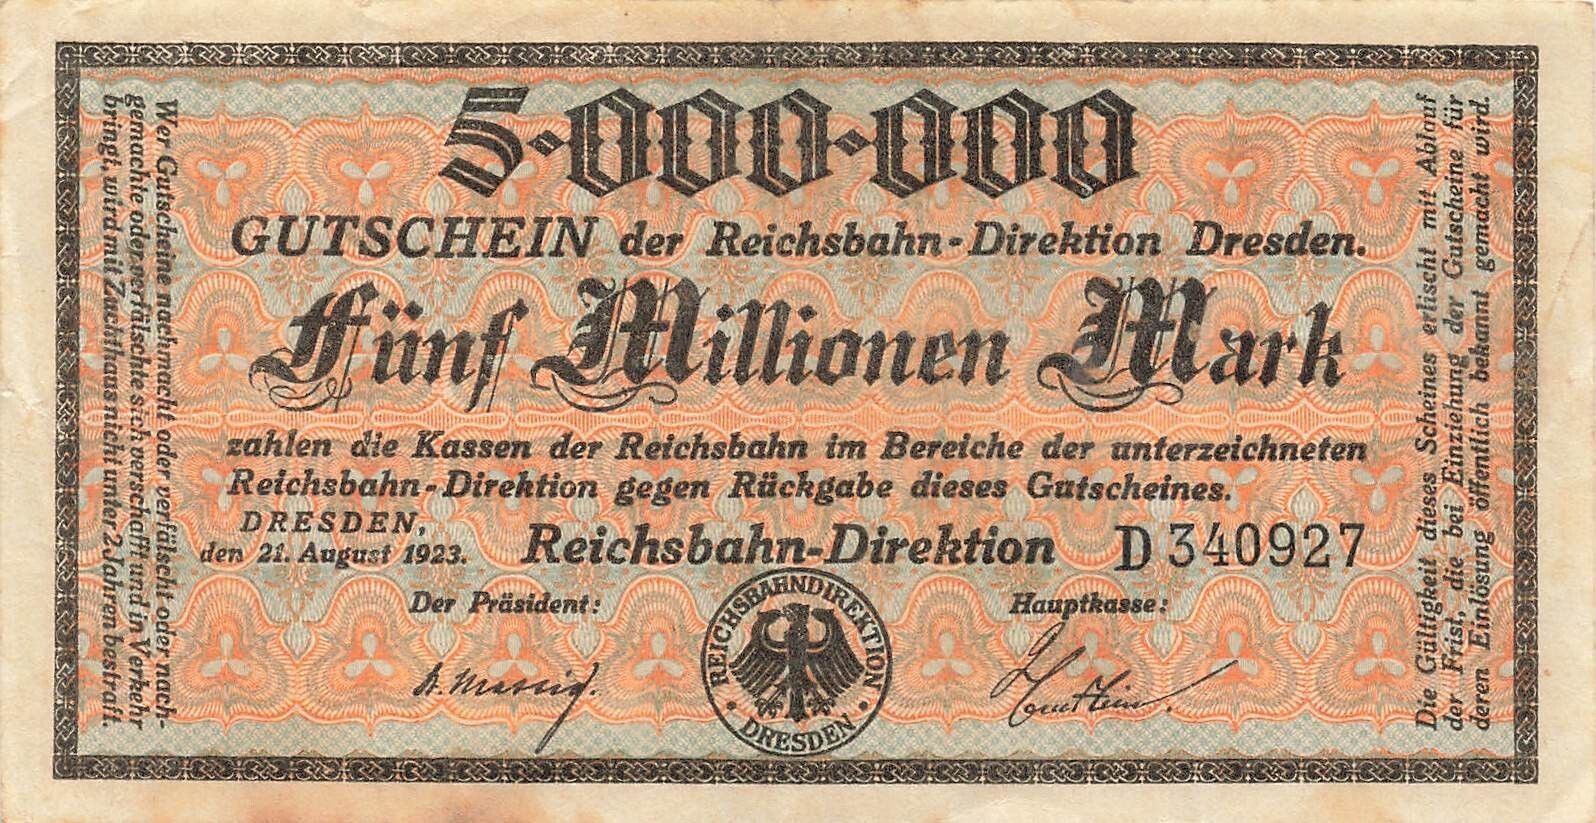 5·000·000
GUTSCHEIN der Reichsbahn-Direktion Dresden.
Fünf Millionen Mark
zahlen die Kassen der Reichsbahn im Bereiche der unterzeichneten
Reichsbahn-Direktion gegen Rückgabe dieses Gutscheines.
DRESDEN,
den 21. August 1923.
Reichsbahn-Direktion
D 340927
Der Präsident:
Hauptkasse:
REICHSBAHNDIREKTION
· DRESDEN ·
Wer Gutscheine nachmacht oder verfälscht oder nach-
gemachte oder verfälschte sich verschafft und in Verkehr
bringt, wird mit Zuchthaus nicht unter 2 Jahren bestraft.
Die Gültigkeit dieses Scheines erlischt mit Ablauf
der Frist, die bei Einziehung der Gutscheine für
deren Einlösung öffentlich bekannt gemacht wird.